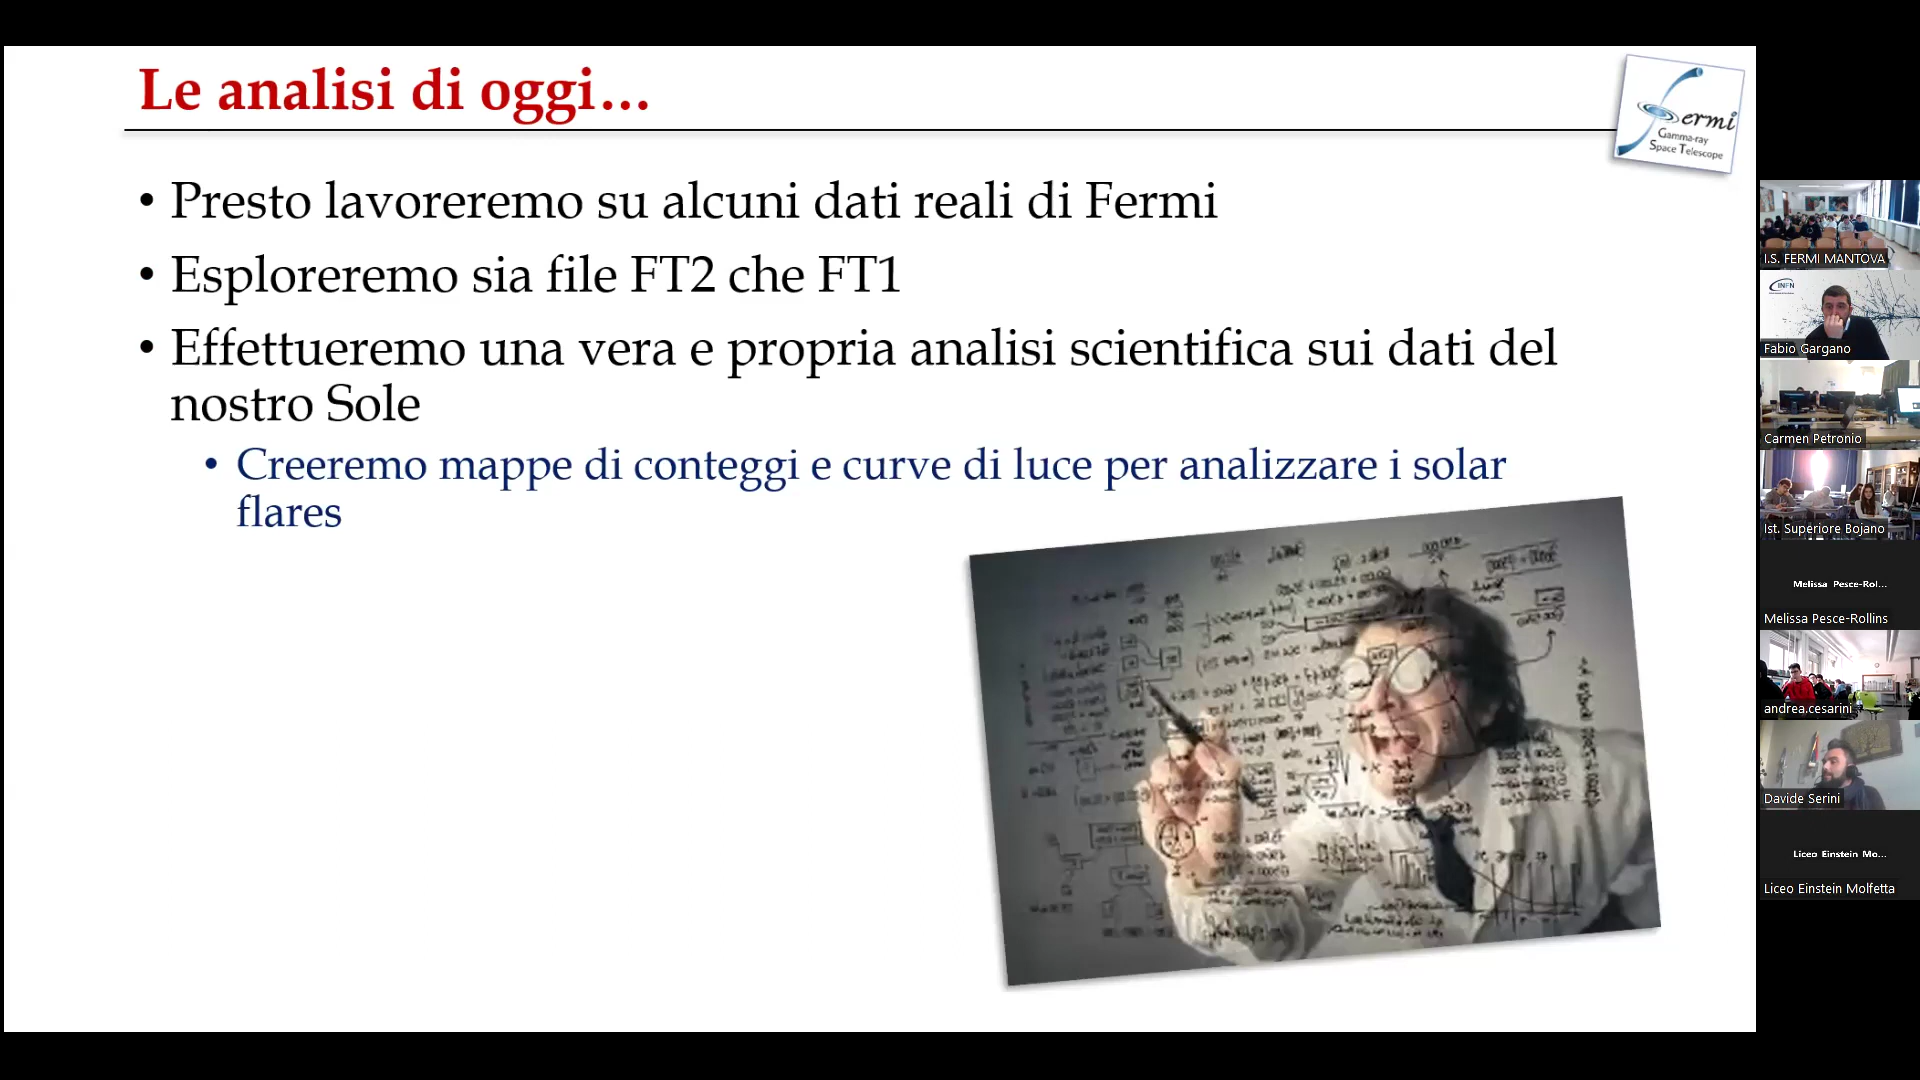 Le analisi di oggi…
ermi
Gamma-ray
Space Telescope
• Presto lavoreremo su alcuni dati reali di Fermi
• Esploreremo sia file FT2 che FT1
• Effettueremo una vera e propria analisi scientifica sui dati del
nostro Sole
• Creeremo mappe di conteggi e curve di luce per analizzare i solar
flares
I.S. FERMI MANTOVA
INFN
Fabio Gargano
Carmen Petronio
Ist. Superiore Bojano
Melissa Pesce-Rol...
Melissa Pesce-Rollins
andrea.cesarini
Davide Serini
Liceo Einstein Mo...
Liceo Einstein Molfetta